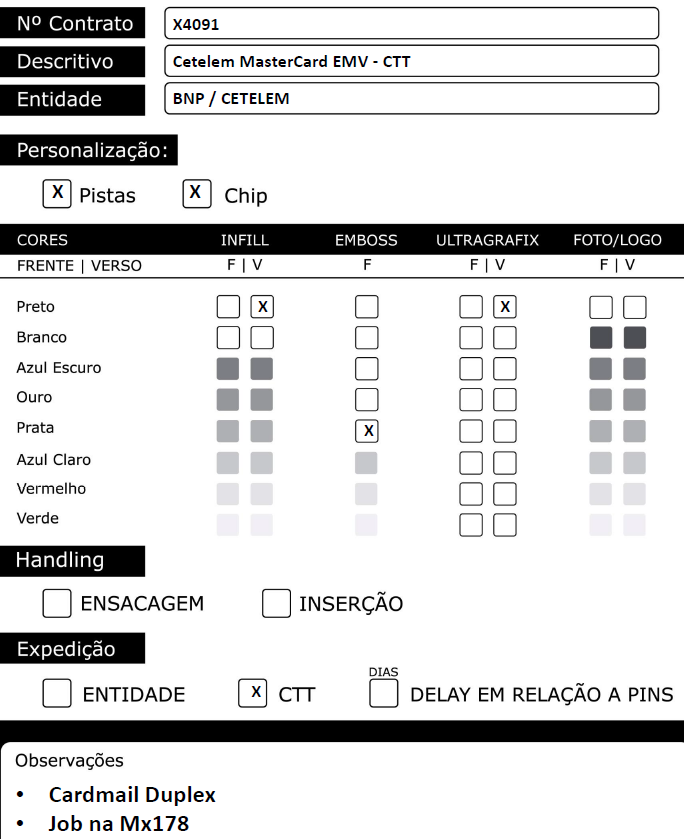 Nº Contrato X4091
Descritivo Cetelem MasterCard EMV - CTT
Entidade BNP / CETELEM
Personalização:
X Pistas X Chip
CORES INFILL EMBOSS ULTRAGRAFIX FOTO/LOGO
FRENTE | VERSO F | V F F | V F | V
Preto X X
Branco
Azul Escuro
Ouro
Prata X
Azul Claro
Vermelho
Verde
Handling
ENSACAGEM INSERÇÃO
Expedição
DIAS
ENTIDADE X CTT DELAY EM RELAÇÃO A PINS
Observações
• Cardmail Duplex
• Job na Mx178